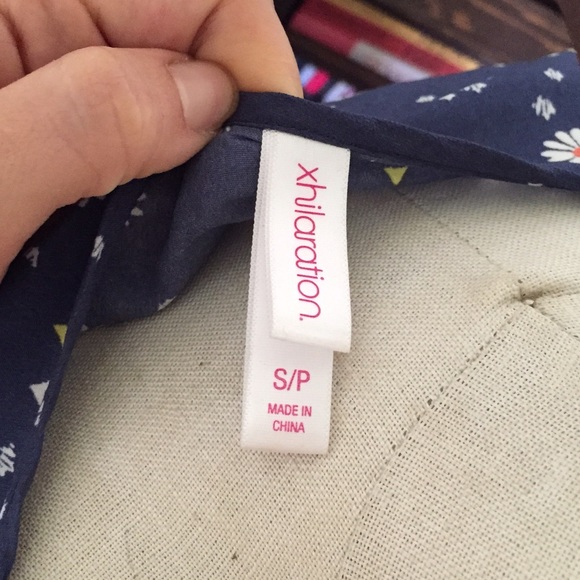 xhilaration.
S/P
MADE IN
CHINA